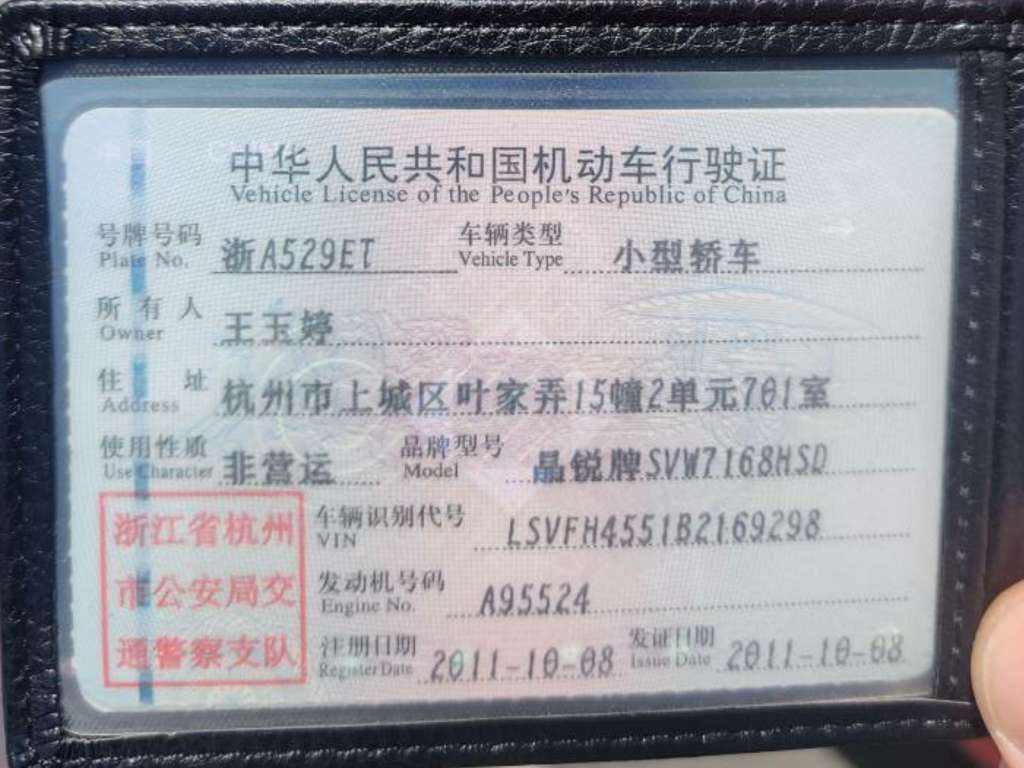 中华人民共和国机动车行驶证
Vehicle License of the People's Republic of China
号牌号码 浙A529ET 车辆类型 小型轿车
Plate No. Vehicle Type
所有人 王玉婷
Owner
住址 杭州市上城区叶家弄15幢2单元701室
Address
使用性质 非营运 品牌型号 晶锐牌SVW7168HSD
Use Character Model
浙江省杭州
市公安局交
通警察支队
车辆识别代号 LSVFH4551B2169298
VIN
发动机号码 A95524
Engine No.
注册日期 2011-10-08 发证日期 2011-10-08
Register Date Issue Date